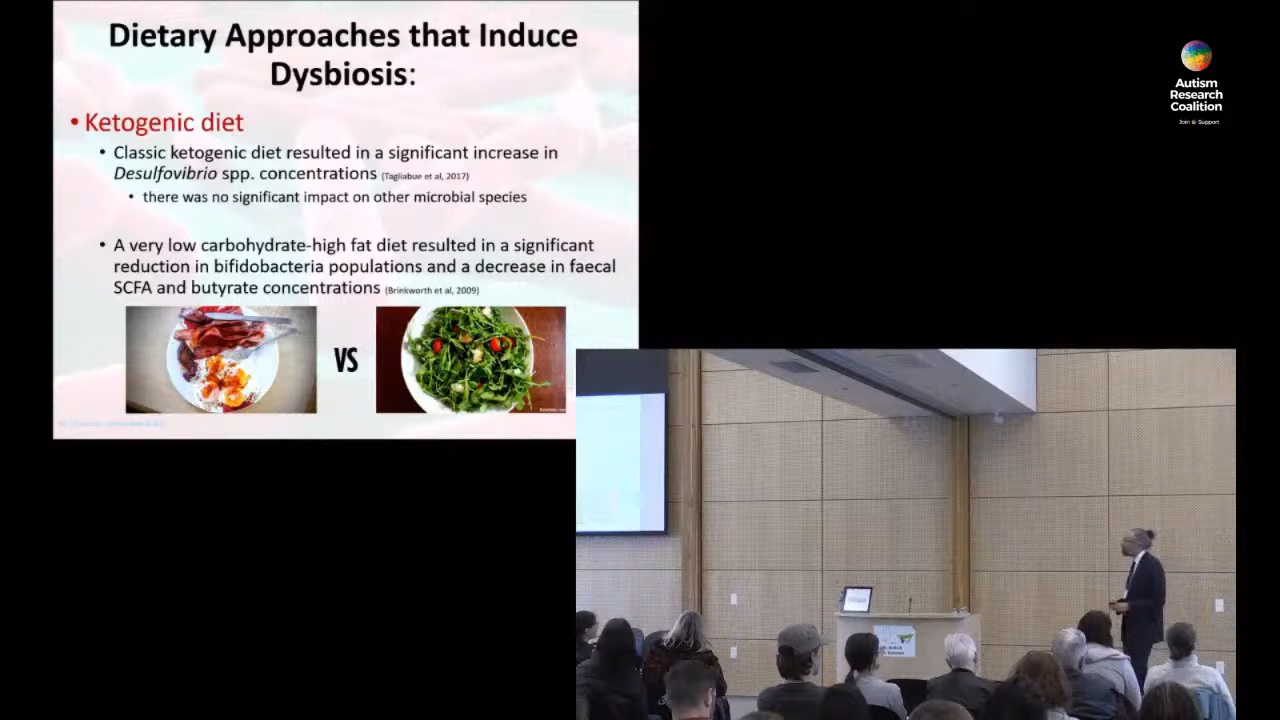 Dietary Approaches that Induce
Dysbiosis:
• Ketogenic diet
• Classic ketogenic diet resulted in a significant increase in
Desulfovibrio spp. concentrations (Tagliabue et al, 2017)
• there was no significant impact on other microbial species
• A very low carbohydrate-high fat diet resulted in a significant
reduction in bifidobacteria populations and a decrease in faecal
SCFA and butyrate concentrations (Brinkworth et al, 2009)
VS
Autism
Research
Coalition
Join Support